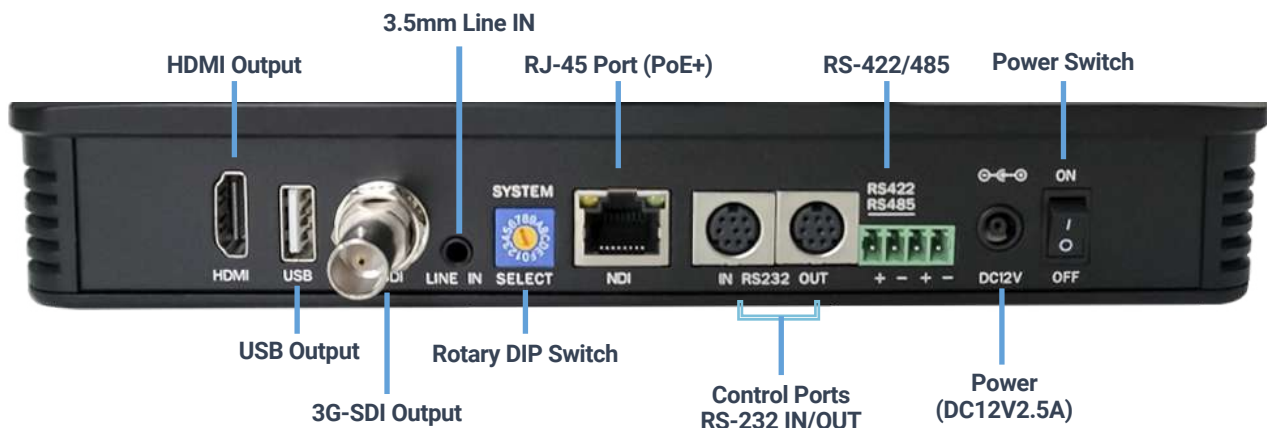 3.5mm Line IN
HDMI Output
RJ-45 Port (PoE+)
RS-422/485
Power Switch
SYSTEM
RS422
RS485
ON
HDMI
USB
LINE IN
SELECT
NDI
IN RS232 OUT
+ - + -
DC12V
OFF
USB Output
Rotary DIP Switch
3G-SDI Output
Control Ports
RS-232 IN/OUT
Power
(DC12V2.5A)